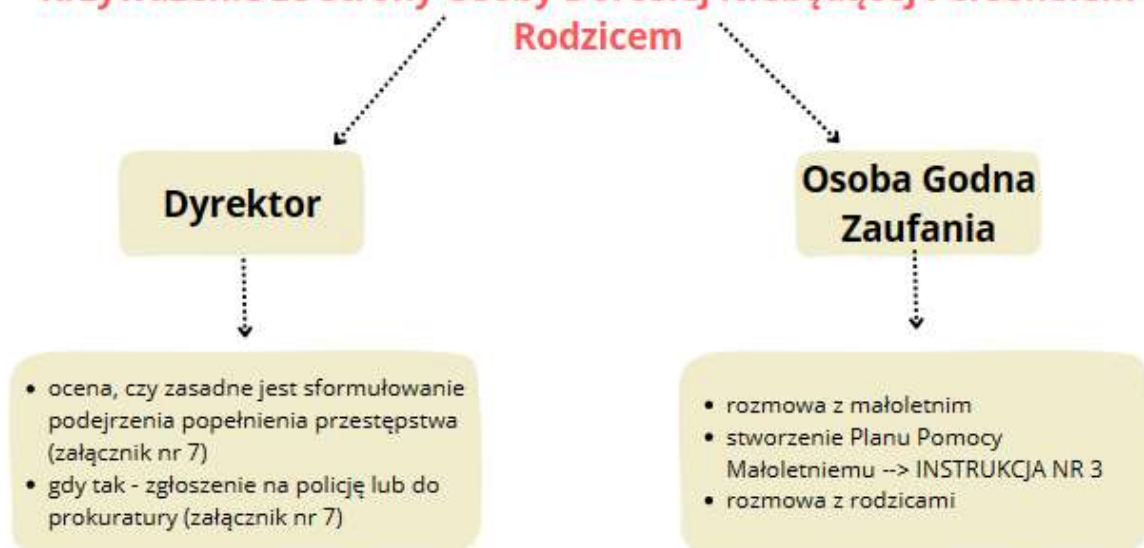 Rodzicem
Dyrektor
Osoba Godna
Zaufania
• ocena, czy zasadne jest sformułowanie
podejrzenia popełnienia przestępstwa
(załącznik nr 7)
• gdy tak - zgłoszenie na policję lub do
prokuratury (załącznik nr 7)
• rozmowa z małoletnim
• stworzenie Planu Pomocy
Małoletniemu --> INSTRUKCJA NR 3
• rozmowa z rodzicami